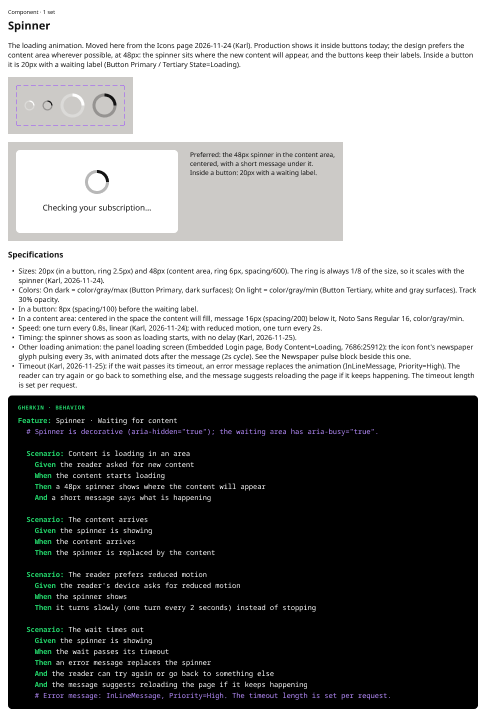 Component · 1 set
Spinner
The loading animation. Moved here from the Icons page 2026-11-24 (Karl). Production shows it inside buttons today; the design prefers the
content area wherever possible, at 48px: the spinner sits where the new content will appear, and the buttons keep their labels. Inside a button
it is 20px with a waiting label (Button Primary / Tertiary State=Loading).
Preferred: the 48px spinner in the content area,
centered, with a short message under it.
Inside a button: 20px with a waiting label.
Checking your subscription...
Specifications
• Sizes: 20px (in a button, ring 2.5px) and 48px (content area, ring 6px, spacing/600). The ring is always 1/8 of the size, so it scales with the
spinner (Karl, 2026-11-24).
• Colors: On dark = color/gray/max (Button Primary, dark surfaces); On light = color/gray/min (Button Tertiary, white and gray surfaces). Track
30% opacity.
• In a button: 8px (spacing/100) before the waiting label.
• In a content area: centered in the space the content will fill, message 16px (spacing/200) below it, Noto Sans Regular 16, color/gray/min.
• Speed: one turn every 0.8s, linear (Karl, 2026-11-24); with reduced motion, one turn every 2s.
• Timing: the spinner shows as soon as loading starts, with no delay (Karl, 2026-11-25).
• Other loading animation: the panel loading screen (Embedded Login page, Body Content=Loading, 7686:25912): the icon font's newspaper
glyph pulsing every 3s, with animated dots after the message (2s cycle). See the Newspaper pulse block beside this one.
• Timeout (Karl, 2026-11-25): if the wait passes its timeout, an error message replaces the animation (InLineMessage, Priority=High). The
reader can try again or go back to something else, and the message suggests reloading the page if it keeps happening. The timeout length
is set per request.
GHERKIN · BEHAVIOR
Feature: Spinner · Waiting for content
# Spinner is decorative (aria-hidden="true"); the waiting area has aria-busy="true".
Scenario: Content is loading in an area
Given the reader asked for new content
When the content starts loading
Then a 48px spinner shows where the content will appear
And a short message says what is happening
Scenario: The content arrives
Given the spinner is showing
When the content arrives
Then the spinner is replaced by the content
Scenario: The reader prefers reduced motion
Given the reader's device asks for reduced motion
When the spinner shows
Then it turns slowly (one turn every 2 seconds) instead of stopping
Scenario: The wait times out
Given the spinner is showing
When the wait passes its timeout
Then an error message replaces the spinner
And the reader can try again or go back to something else
And the message suggests reloading the page if it keeps happening
# Error message: InLineMessage, Priority=High. The timeout length is set per request.